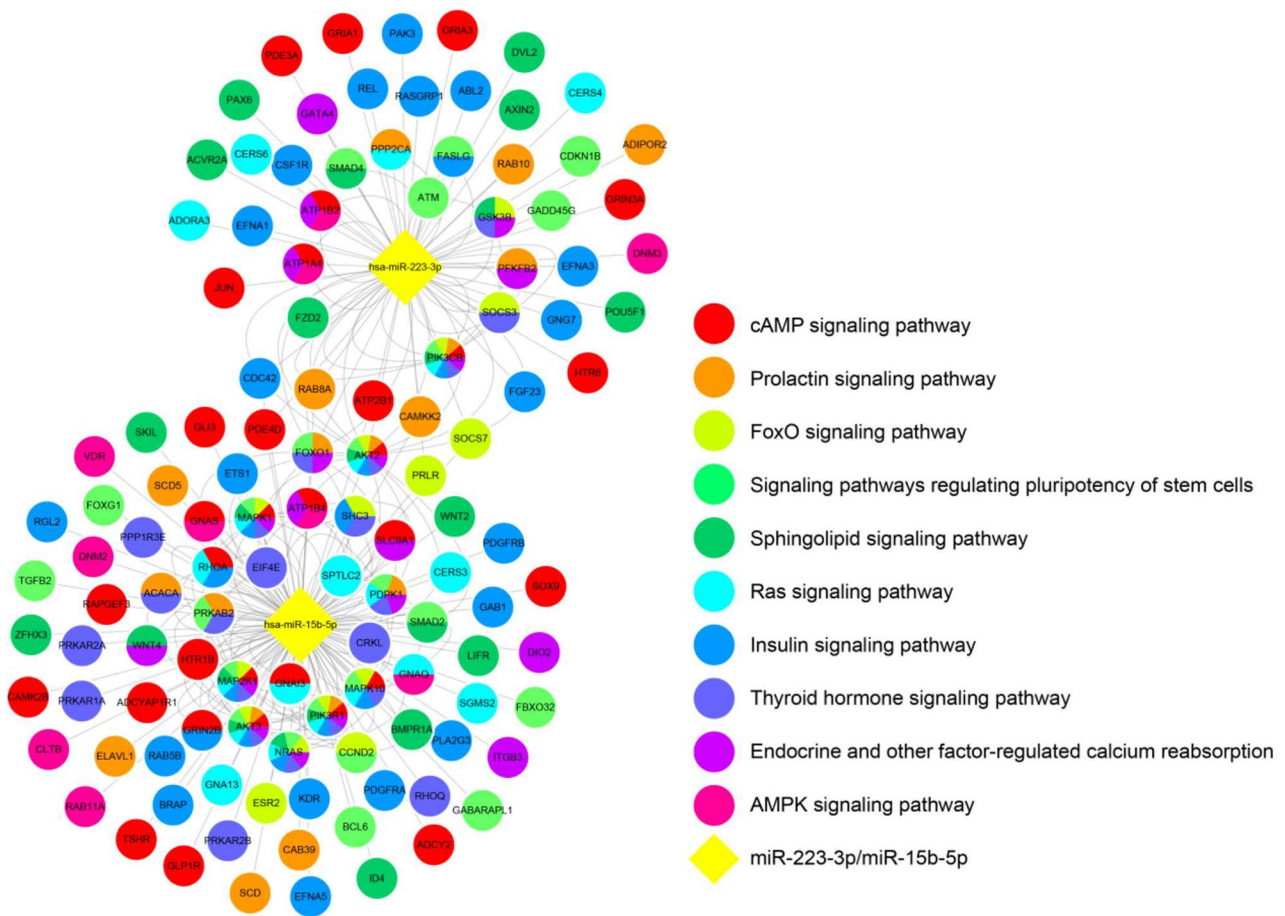 GRIA1
PAK3
GRIA3
PDE3A
DVL2
REL
RASGRP1
ABL2
CERS4
PAX6
GATA4
AXIN2
ADIPOR2
CERS6
PPP2CA
FASLG
CDKN1B
ACVR2A
CSF1R
SMAD4
RAB10
ATM
GRIN3A
ADORA3
EFNA1
ATP1B2
GSK3B
GADD45G
DNM3
ATP1A4
hsa-miR-223-3p
PFKFB2
EFNA3
JUN
FZD2
SOCS3
GNG7
POU5F1
PIK3CB
HTR6
CDC42
RAB8A
ATP2B1
FGF23
CAMKK2
SKIL
GLI3
PDE4D
SOCS7
VDR
FOXO1
AKT2
SCD5
ETS1
PRLR
FOXG1
GNAS
MAPK1
ATP1B4
SHC3
WNT2
RGL2
PPP1R3E
SLC9A1
PDGFRB
DNM2
RHOA
EIF4E
SPTLC2
CERS3
TGFB2
ACACA
PDPK1
SOX9
RAPGEF3
PRKAB2
GAB1
hsa-miR-15b-5p
SMAD2
ZFHX3
PRKAR2A
WNT4
CRKL
DIO2
HTR1B
LIFR
GNAQ
CAMK2B
PRKAR1A
ADCYAP1R1
MAP2K1
GNAI3
MAPK10
SGMS2
FBXO32
CLTB
GRIN2B
AKT3
PIK3R1
BMPR1A
PLA2G3
ELAVL1
RAB5B
NRAS
CCND2
ITGB3
RAB11A
BRAP
GNA13
ESR2
KDR
PDGFRA
RHOQ
GABARAPL1
TSHR
PRKAR2B
BCL6
ADCY2
GLP1R
CAB39
SCD
EFNA5
ID4
cAMP signaling pathway
Prolactin signaling pathway
FoxO signaling pathway
Signaling pathways regulating pluripotency of stem cells
Sphingolipid signaling pathway
Ras signaling pathway
Insulin signaling pathway
Thyroid hormone signaling pathway
Endocrine and other factor-regulated calcium reabsorption
AMPK signaling pathway
miR-223-3p/miR-15b-5p